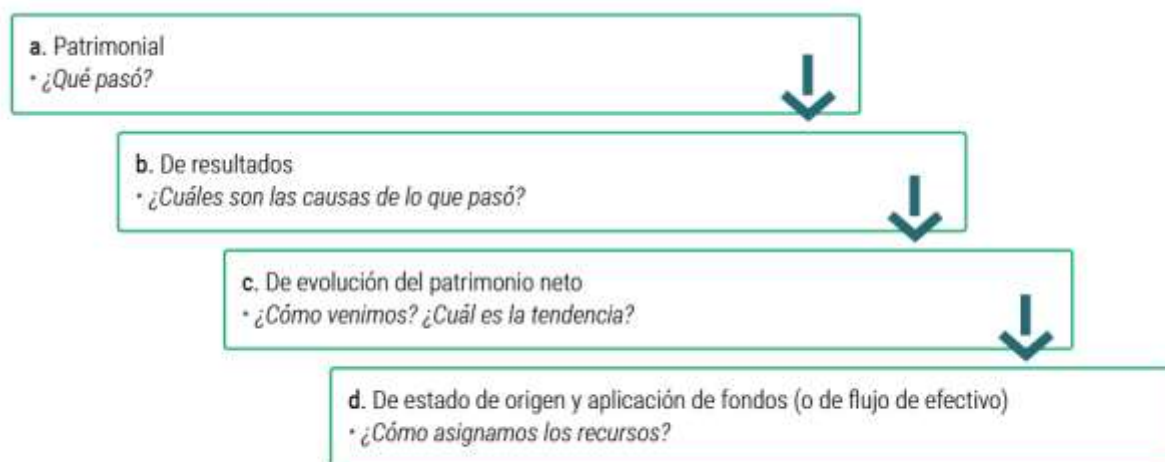 a. Patrimonial
• ¿Qué pasó?
b. De resultados
• ¿Cuáles son las causas de lo que pasó?
c. De evolución del patrimonio neto
• ¿Cómo venimos? ¿Cuál es la tendencia?
d. De estado de origen y aplicación de fondos (o de flujo de efectivo)
• ¿Cómo asignamos los recursos?